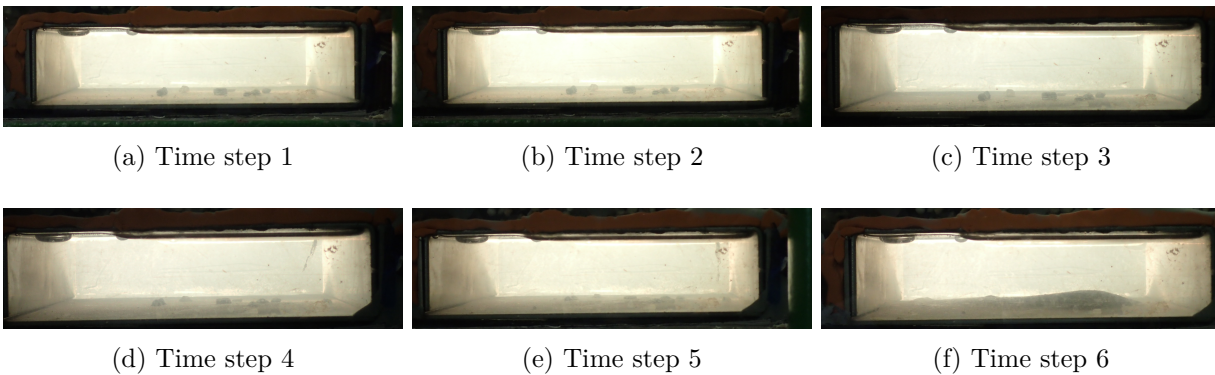 (a) Time step 1
(b) Time step 2
(c) Time step 3
(d) Time step 4
(e) Time step 5
(f) Time step 6